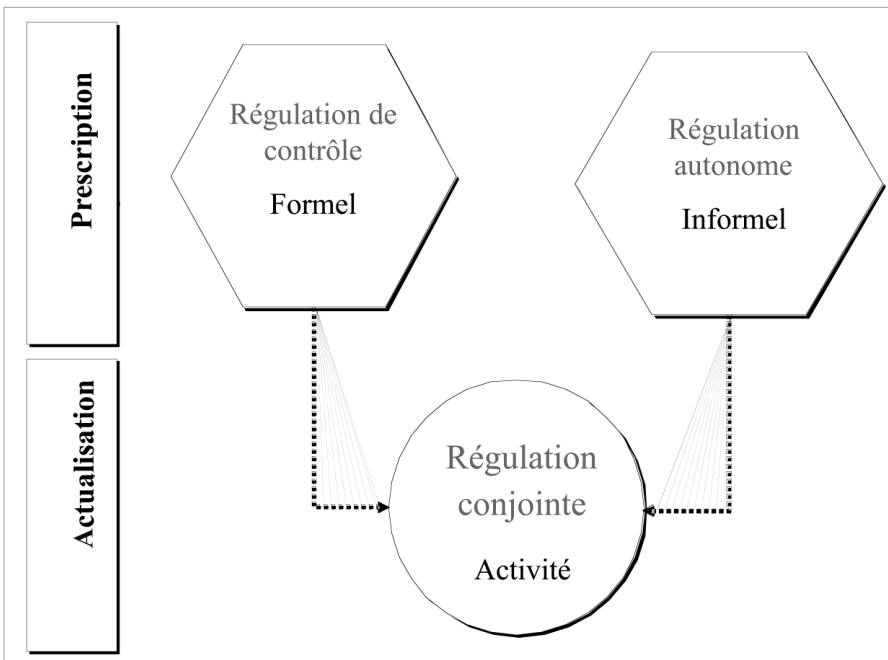 Prescription
Régulation de
contrôle
Formel
Régulation
autonome
Informel
Actualisation
Régulation
conjointe
Activité